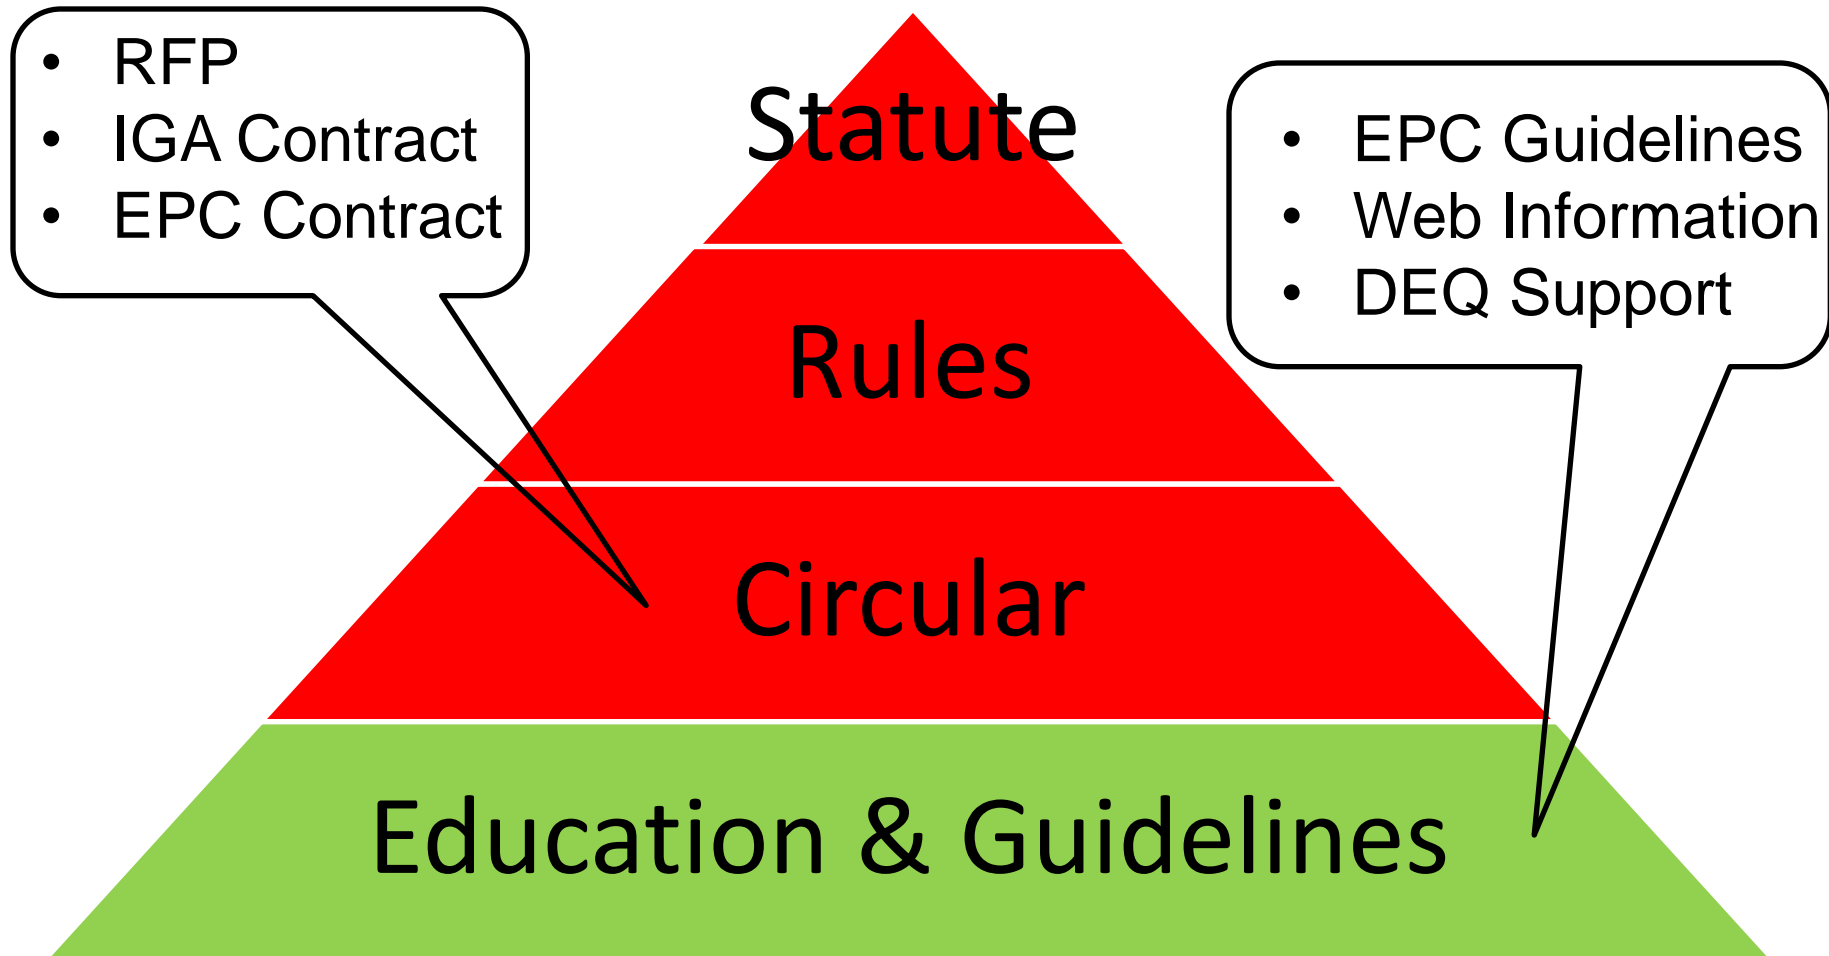 • RFP
• IGA Contract
• EPC Contract
Statute
• EPC Guidelines
• Web Information
• DEQ Support
Rules
Circular
Education & Guidelines